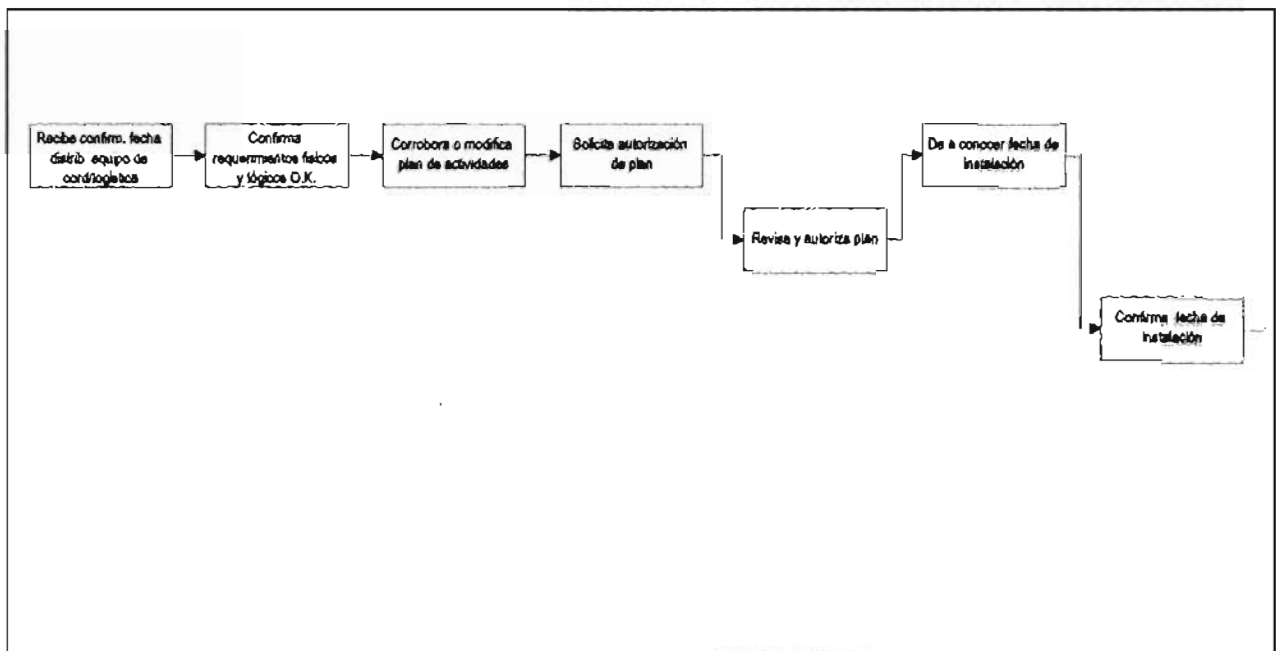 Recibe confirm. fecha
distrib. equipo de
cord/logística
Confirma
requerimientos físicos
y lógicos O.K.
Corrobora o modifica
plan de actividades
Solicita autorización
de plan
Revisa y autoriza plan
Da a conocer fecha de
instalación
Confirma fecha de
instalación